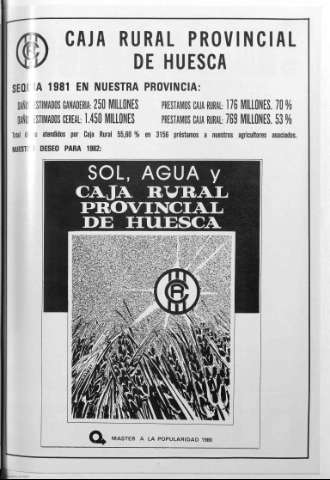 CAJA RURAL PROVINCIAL
DE HUESCA
SEQUIA 1981 EN NUESTRA PROVINCIA:
DAÑOS ESTIMADOS GANADERIA: 250 MILLONES PRESTAMOS CAJA RURAL: 176 MILLONES. 70 %
DAÑOS ESTIMADOS CEREAL: 1.450 MILLONES PRESTAMOS CAJA RURAL: 769 MILLONES. 53 %
Total daños atendidos por Caja Rural 55,60 % en 3156 préstamos a nuestros agricultores asociados.
NUESTRO DESEO PARA 1982:
SOL, AGUA y
CAJA RURAL
PROVINCIAL
DE HUESCA
MASTER A LA POPULARIDAD 1980